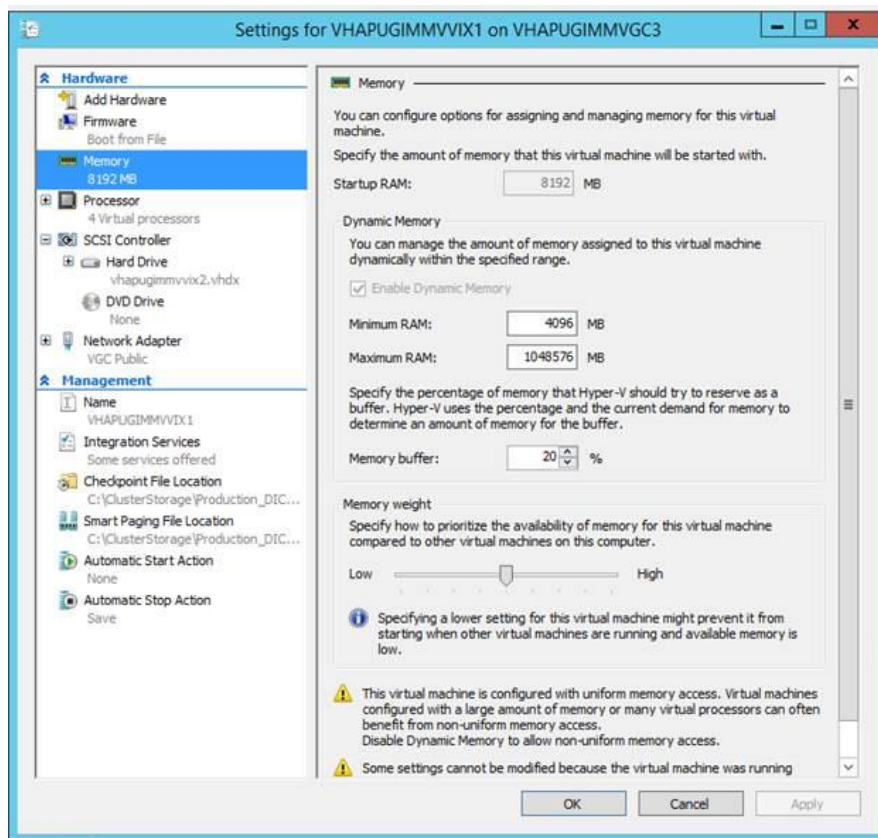 Settings for VHAPUGIMMVVIX1 on VHAPUGIMMVGC3
Hardware
Add Hardware
Firmware
Boot from File
Memory
8192 MB
Processor
4 Virtual processors
SCSI Controller
Hard Drive
vhapugimmvvix2.vhdx
DVD Drive
None
Network Adapter
VGC Public
Management
Name
VHAPUGIMMVVIX1
Integration Services
Some services offered
Checkpoint File Location
C:\ClusterStorage\Production_DIC...
Smart Paging File Location
C:\ClusterStorage\Production_DIC...
Automatic Start Action
None
Automatic Stop Action
Save
Memory
You can configure options for assigning and managing memory for this virtual
machine.
Specify the amount of memory that this virtual machine will be started with.
Startup RAM: 8192 MB
Dynamic Memory
You can manage the amount of memory assigned to this virtual machine
dynamically within the specified range.
Enable Dynamic Memory
Minimum RAM: 4096 MB
Maximum RAM: 1048576 MB
Specify the percentage of memory that Hyper-V should try to reserve as a
buffer. Hyper-V uses the percentage and the current demand for memory to
determine an amount of memory for the buffer.
Memory buffer: 20 %
Memory weight
Specify how to prioritize the availability of memory for this virtual machine
compared to other virtual machines on this computer.
Low High
Specifying a lower setting for this virtual machine might prevent it from
starting when other virtual machines are running and available memory is
low.
This virtual machine is configured with uniform memory access. Virtual machines
configured with a large amount of memory or many virtual processors can often
benefit from non-uniform memory access.
Disable Dynamic Memory to allow non-uniform memory access.
Some settings cannot be modified because the virtual machine was running
OK Cancel Apply